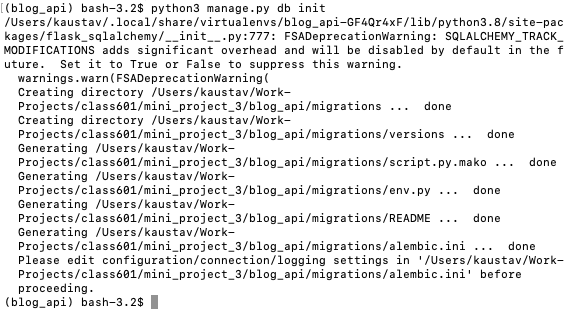 (blog_api) bash-3.2$ python3 manage.py db init
/Users/kaustav/.local/share/virtualenvs/blog_api-GF4Qr4xF/lib/python3.8/site-pac
kages/flask_sqlalchemy/__init__.py:777: FSADeprecationWarning: SQLALCHEMY_TRACK_
MODIFICATIONS adds significant overhead and will be disabled by default in the f
uture.  Set it to True or False to suppress this warning.
  warnings.warn(FSADeprecationWarning(
  Creating directory /Users/kaustav/Work-
  Projects/class601/mini_project_3/blog_api/migrations ...  done
  Creating directory /Users/kaustav/Work-
  Projects/class601/mini_project_3/blog_api/migrations/versions ...  done
  Generating /Users/kaustav/Work-
  Projects/class601/mini_project_3/blog_api/migrations/script.py.mako ...  done
  Generating /Users/kaustav/Work-
  Projects/class601/mini_project_3/blog_api/migrations/env.py ...  done
  Generating /Users/kaustav/Work-
  Projects/class601/mini_project_3/blog_api/migrations/README ...  done
  Generating /Users/kaustav/Work-
  Projects/class601/mini_project_3/blog_api/migrations/alembic.ini ...  done
  Please edit configuration/connection/logging settings in '/Users/kaustav/Work-
  Projects/class601/mini_project_3/blog_api/migrations/alembic.ini' before
  proceeding.
(blog_api) bash-3.2$